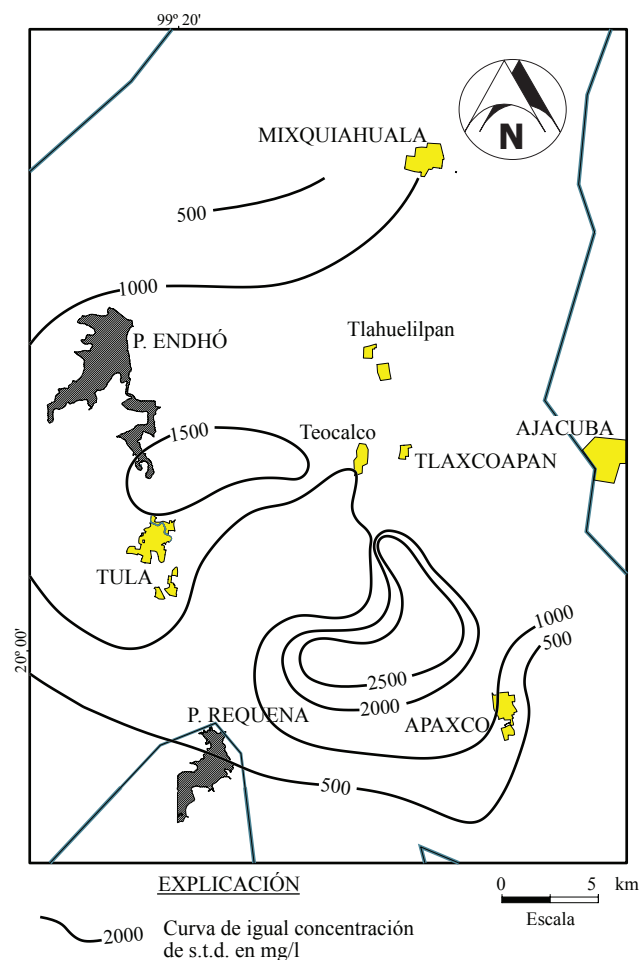 99º 20'
N
MIXQUIAHUALA
500
1000
P. ENDHÓ
Tlahuelilpan
1500
Teocalco
AJACUBA
TLAXCOAPAN
TULA
20º 00'
1000
500
2500
2000
P. REQUENA
APAXCO
500
EXPLICACIÓN
0 5 km
Escala
2000
Curva de igual concentración
de s.t.d. en mg/l